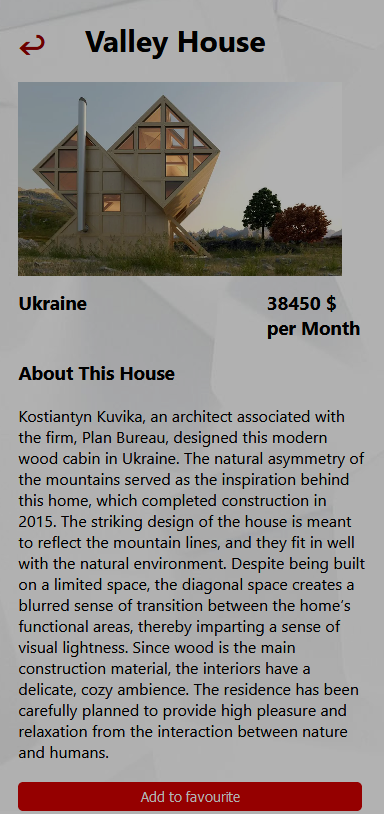 Valley House
Ukraine
38450 $
per Month
About This House
Kostiantyn Kuvika, an architect associated with
the firm, Plan Bureau, designed this modern
wood cabin in Ukraine. The natural asymmetry of
the mountains served as the inspiration behind
this home, which completed construction in
2015. The striking design of the house is meant
to reflect the mountain lines, and they fit in well
with the natural environment. Despite being built
on a limited space, the diagonal space creates a
blurred sense of transition between the home’s
functional areas, thereby imparting a sense of
visual lightness. Since wood is the main
construction material, the interiors have a
delicate, cozy ambience. The residence has been
carefully planned to provide high pleasure and
relaxation from the interaction between nature
and humans.
Add to favourite